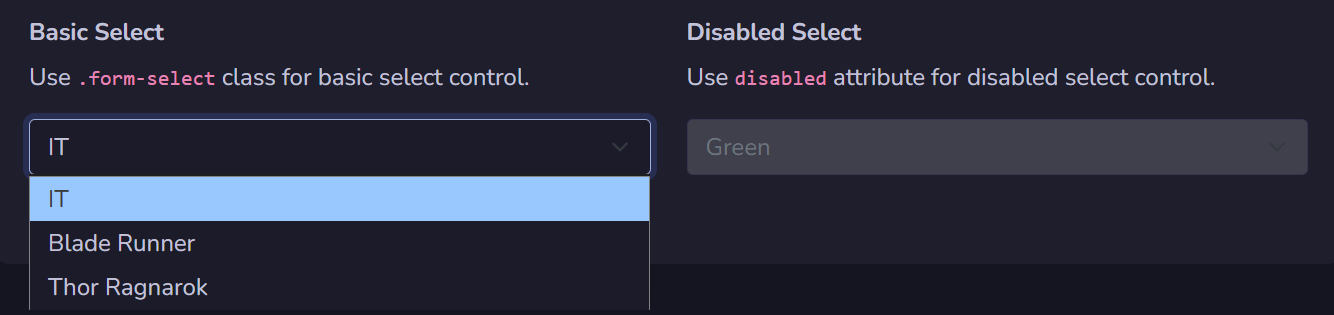 Basic Select
Use .form-select class for basic select control.
IT
IT
Blade Runner
Thor Ragnarok
Disabled Select
Use disabled attribute for disabled select control.
Green